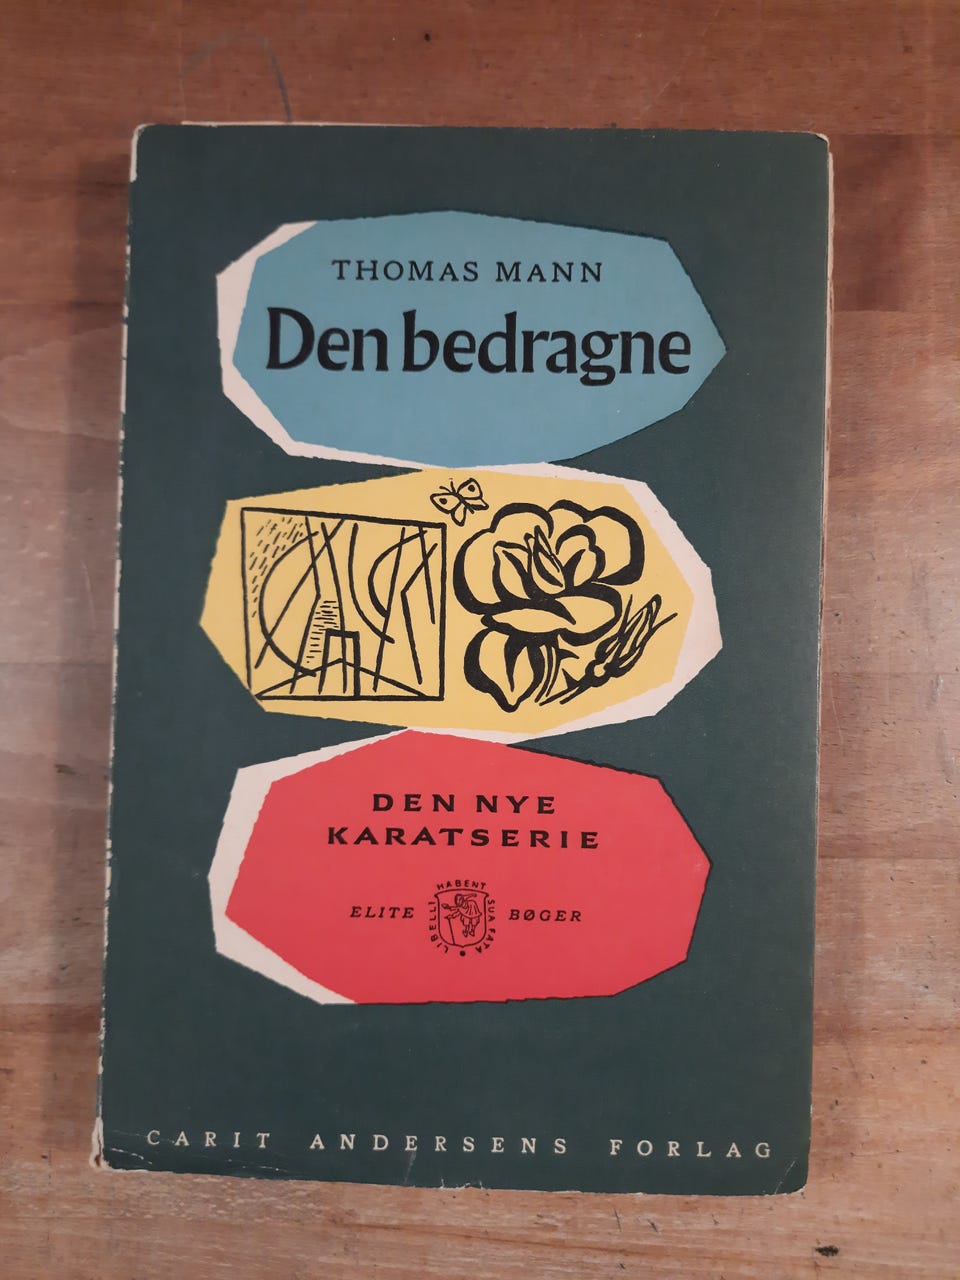 THOMAS MANN
Den bedragne
DEN NYE
KARATSERIE
ELITE BØGER
HABENT SUA FATA LIBELLI
CARIT ANDERSENS FORLAG